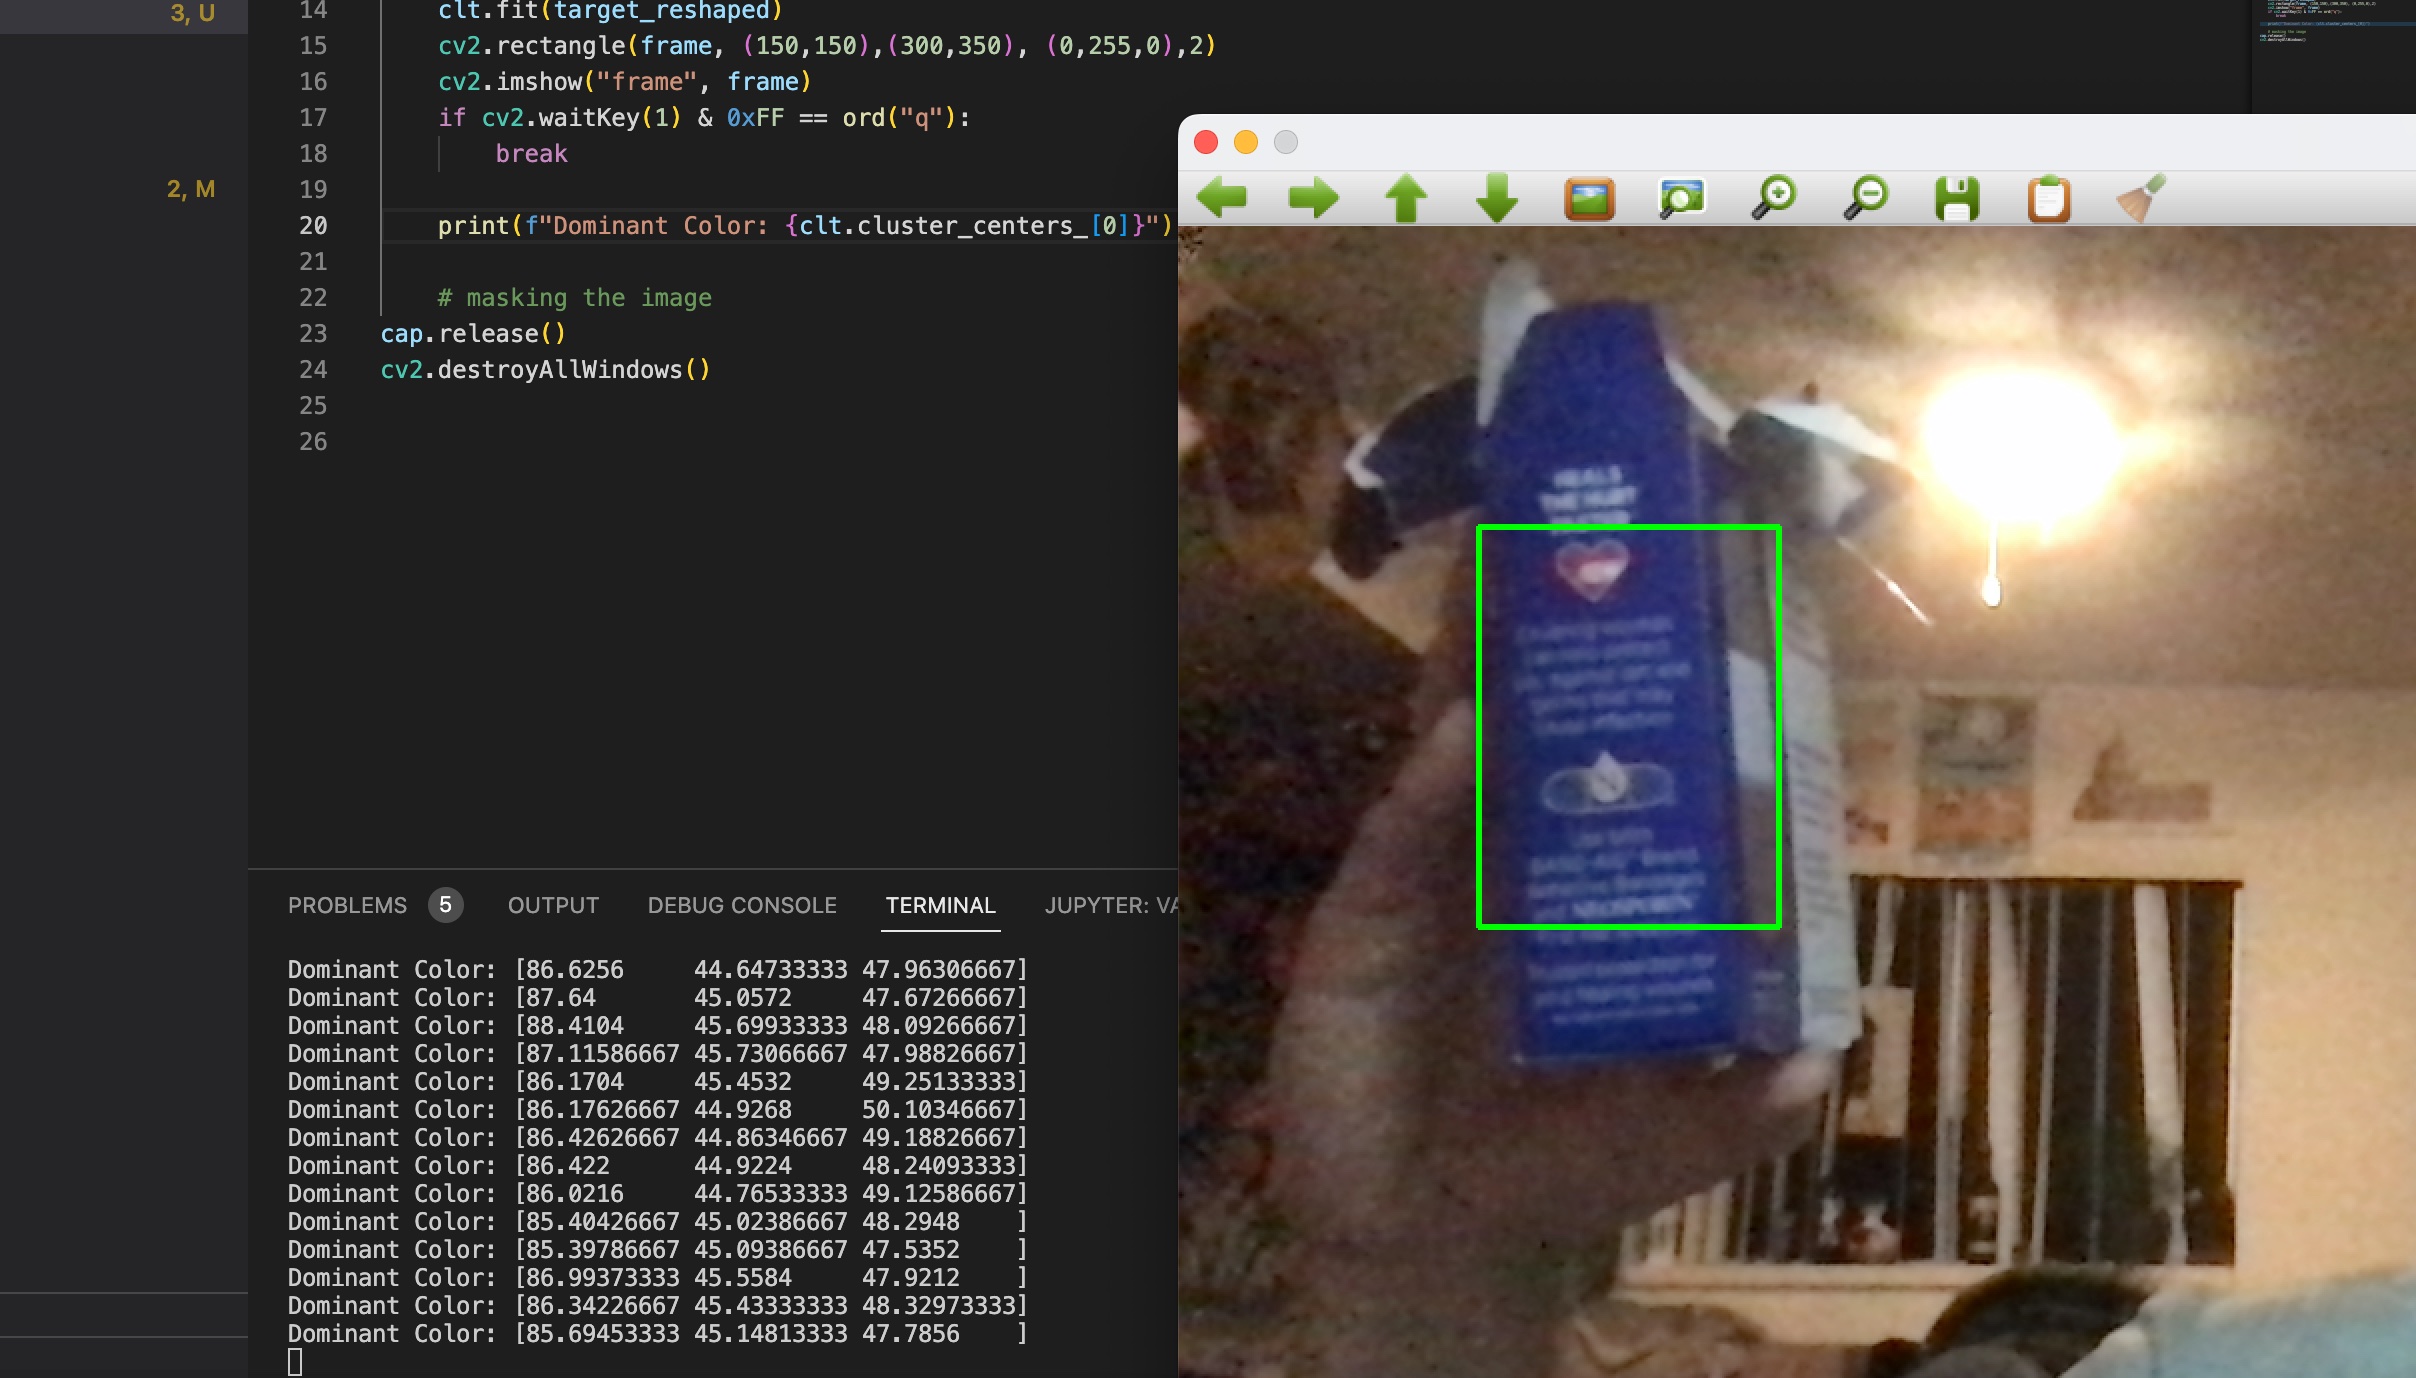 3, U
2, M
14 clt.fit(target_reshaped)
15 cv2.rectangle(frame, (150,150),(300,350), (0,255,0),2)
16 cv2.imshow("frame", frame)
17 if cv2.waitKey(1) & 0xFF == ord("q"):
18 break
19
20 print(f"Dominant Color: {clt.cluster_centers_[0]}")
21
22 # masking the image
23 cap.release()
24 cv2.destroyAllWindows()
25
26
PROBLEMS 5 OUTPUT DEBUG CONSOLE TERMINAL JUPYTER: VA
Dominant Color: [86.6256 44.64733333 47.96306667]
Dominant Color: [87.64 45.0572 47.67266667]
Dominant Color: [88.4104 45.69933333 48.09266667]
Dominant Color: [87.11586667 45.73066667 47.98826667]
Dominant Color: [86.1704 45.4532 49.25133333]
Dominant Color: [86.17626667 44.9268 50.10346667]
Dominant Color: [86.42626667 44.86346667 49.18826667]
Dominant Color: [86.422 44.9224 48.24093333]
Dominant Color: [86.0216 44.76533333 49.12586667]
Dominant Color: [85.40426667 45.02386667 48.2948 ]
Dominant Color: [85.39786667 45.09386667 47.5352 ]
Dominant Color: [86.99373333 45.5584 47.9212 ]
Dominant Color: [86.34226667 45.43333333 48.32973333]
Dominant Color: [85.69453333 45.14813333 47.7856 ]
HEALS
THE HURT
FASTER
BAND-AID Brand
NEOSPORIN